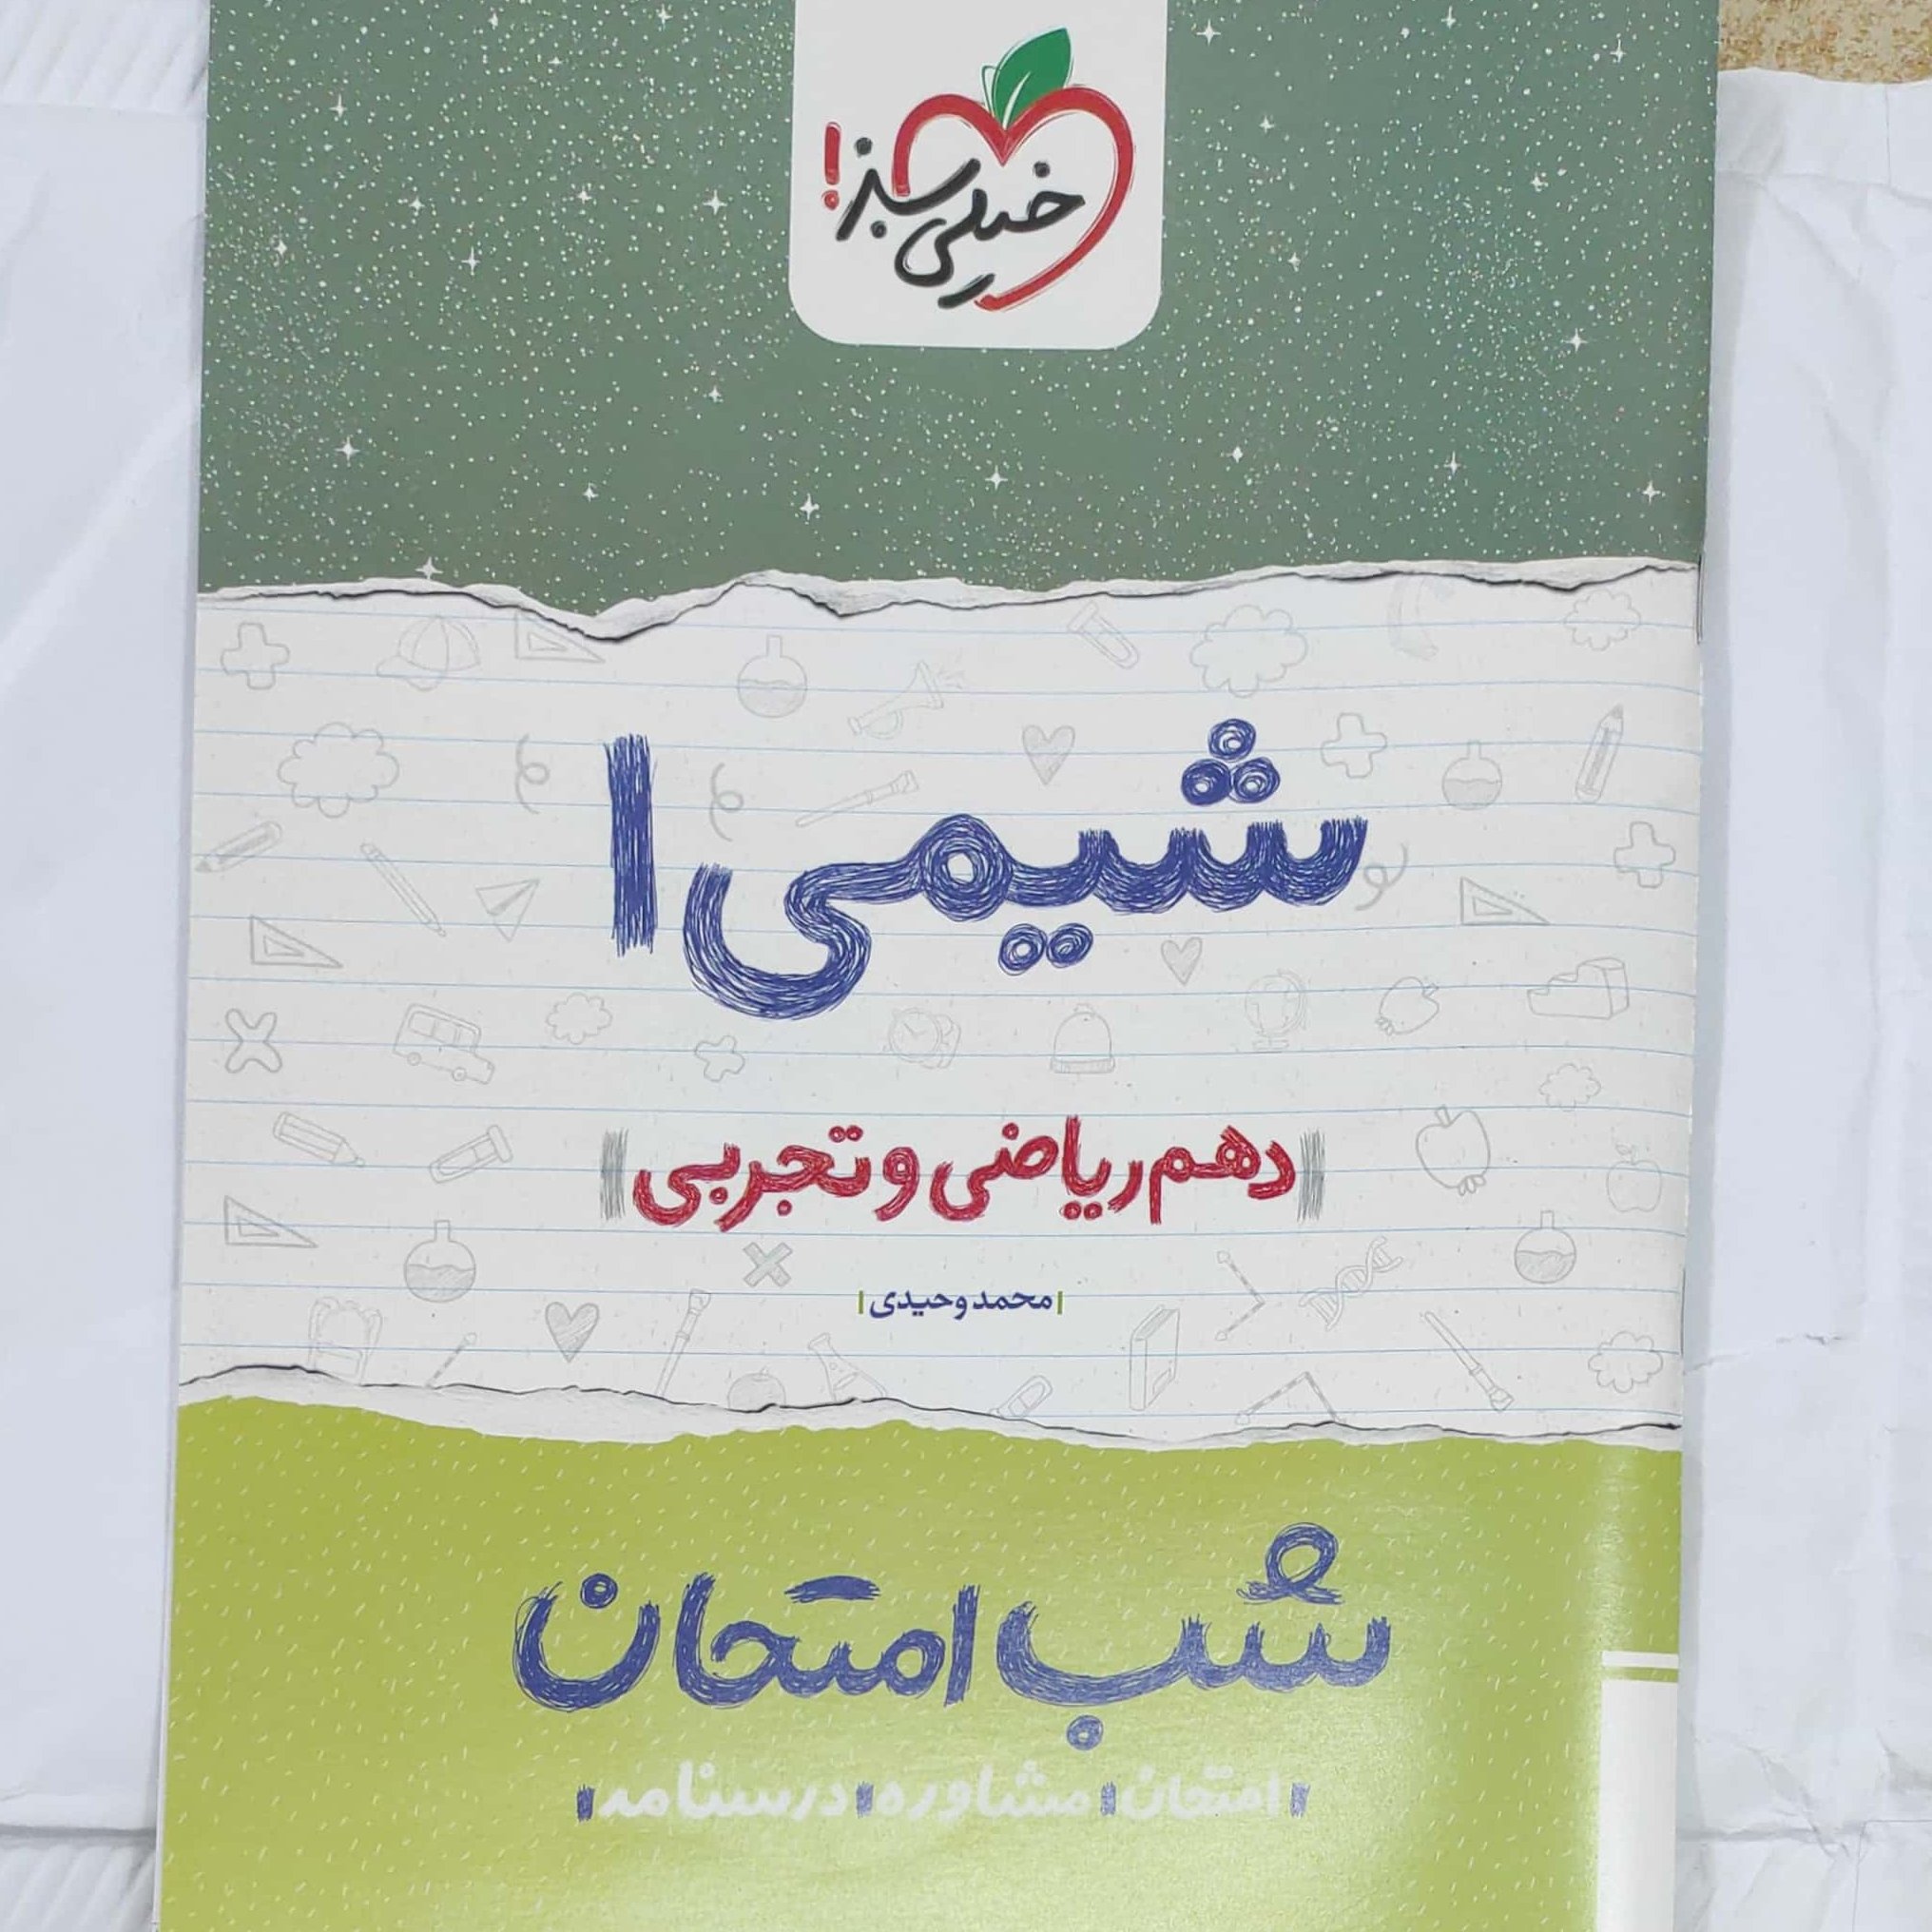 خیلی سبز!
شیمی ۱
دهم ریاضی و تجربی
| محمد وحیدی |
شب امتحان
| امتحان | مشاوره | درسنامه |